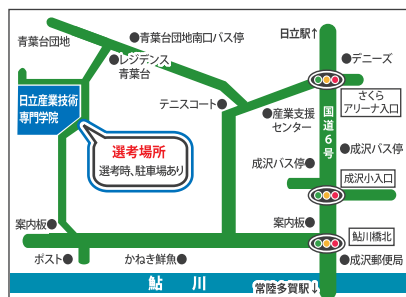 青葉台団地
青葉台団地南口バス停
日立駅↑
レジデンス
青葉台
デニーズ
さくら
アリーナ入口
日立産業技術
専門学院
テニスコート
産業支援
センター
国道6号
選考場所
選考時、駐車場あり
成沢バス停
成沢バス停
成沢小入口
案内板
案内板
鮎川橋北
ポスト
かねき鮮魚
成沢郵便局
鮎川
常陸多賀駅↓